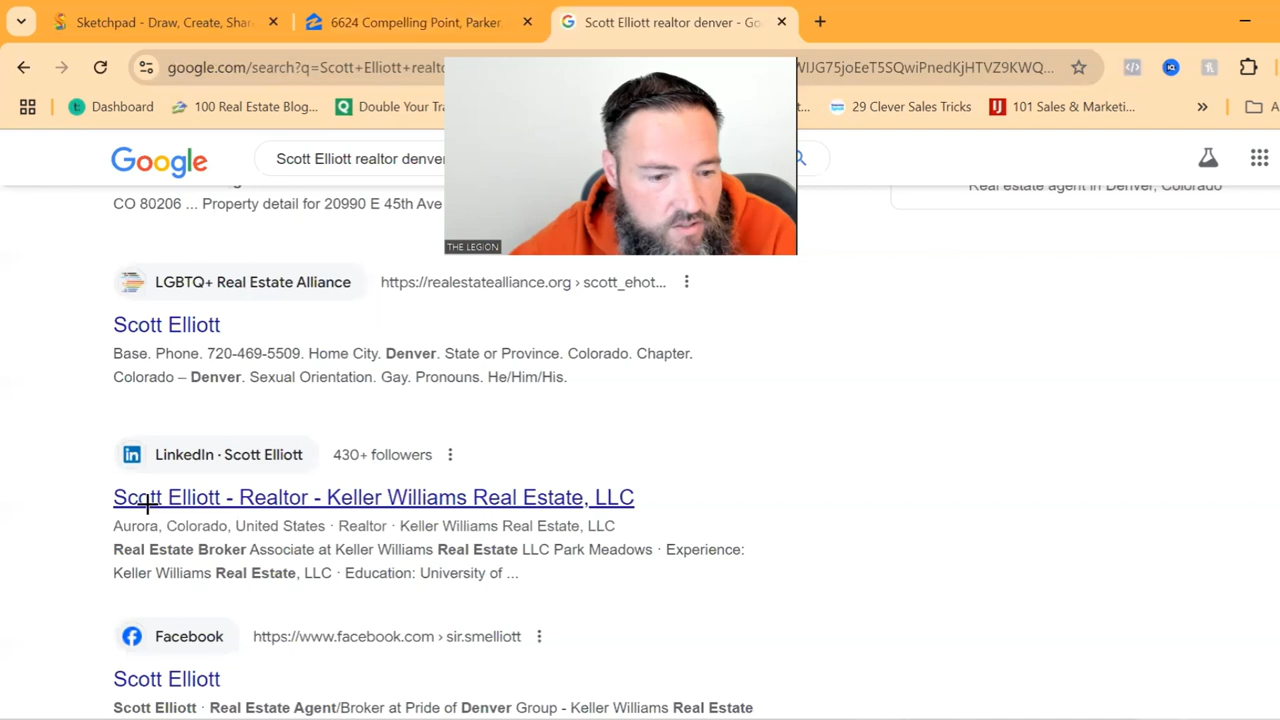 Sketchpad - Draw, Create, Shar
6624 Compelling Point, Parker,
Scott Elliott realtor denver - Go
google.com/search?q=Scott+Elliott+realto
WIJG75joEeT5SQwiPnedKjHTVZ9KWQ...
Dashboard
100 Real Estate Blog...
Double Your Tra
29 Clever Sales Tricks
101 Sales & Marketi...
Google
Scott Elliott realtor denver
Real estate agent in Denver, Colorado
CO 80206 ... Property detail for 20990 E 45th Ave
THE LEGION
LGBTQ+ Real Estate Alliance
https://realestatealliance.org › scott_ehot...
Scott Elliott
Base. Phone. 720-469-5509. Home City. Denver. State or Province. Colorado. Chapter.
Colorado – Denver. Sexual Orientation. Gay. Pronouns. He/Him/His.
LinkedIn · Scott Elliott
430+ followers
Scott Elliott - Realtor - Keller Williams Real Estate, LLC
Aurora, Colorado, United States · Realtor · Keller Williams Real Estate, LLC
Real Estate Broker Associate at Keller Williams Real Estate LLC Park Meadows · Experience:
Keller Williams Real Estate, LLC · Education: University of ...
Facebook
https://www.facebook.com › sir.smelliott
Scott Elliott
Scott Elliott · Real Estate Agent/Broker at Pride of Denver Group - Keller Williams Real Estate